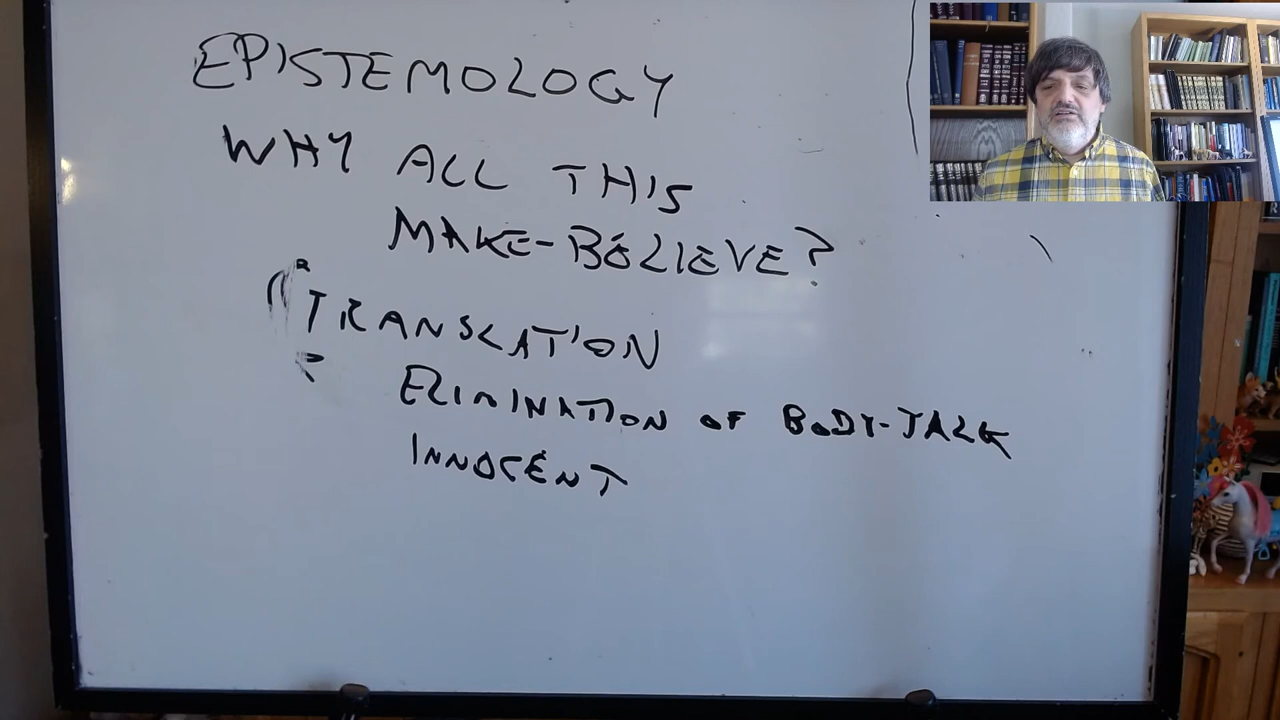 EPISTEMOLOGY
WHY ALL THIS
MAKE-BELIEVE?
TRANSLATION
ELIMINATION OF BODY-TALK
INNOCENT